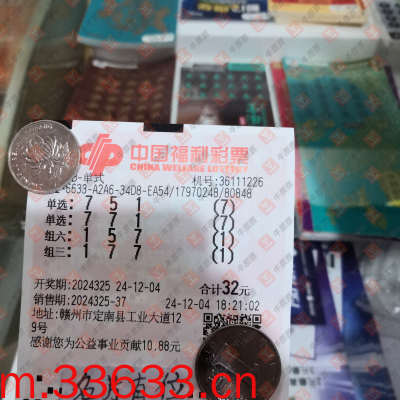 中国福利彩票
CHINA WELFARE LOTTERY
D-单式 机号:36111226
6633-A2A6-34D8-EA54/17970248/80848
单选: 7 5 1 (7)
单选: 7 7 1 (7)
组六: 1 5 7 (1)
组三: 1 7 7 (1)
开奖期:2024325 24-12-04 合计32元
销售期:2024325-37 24-12-04 18:21:02
地址:赣州市定南县工业大道12
9号
感谢您为公益事业贡献10.88元
m.33633.cn